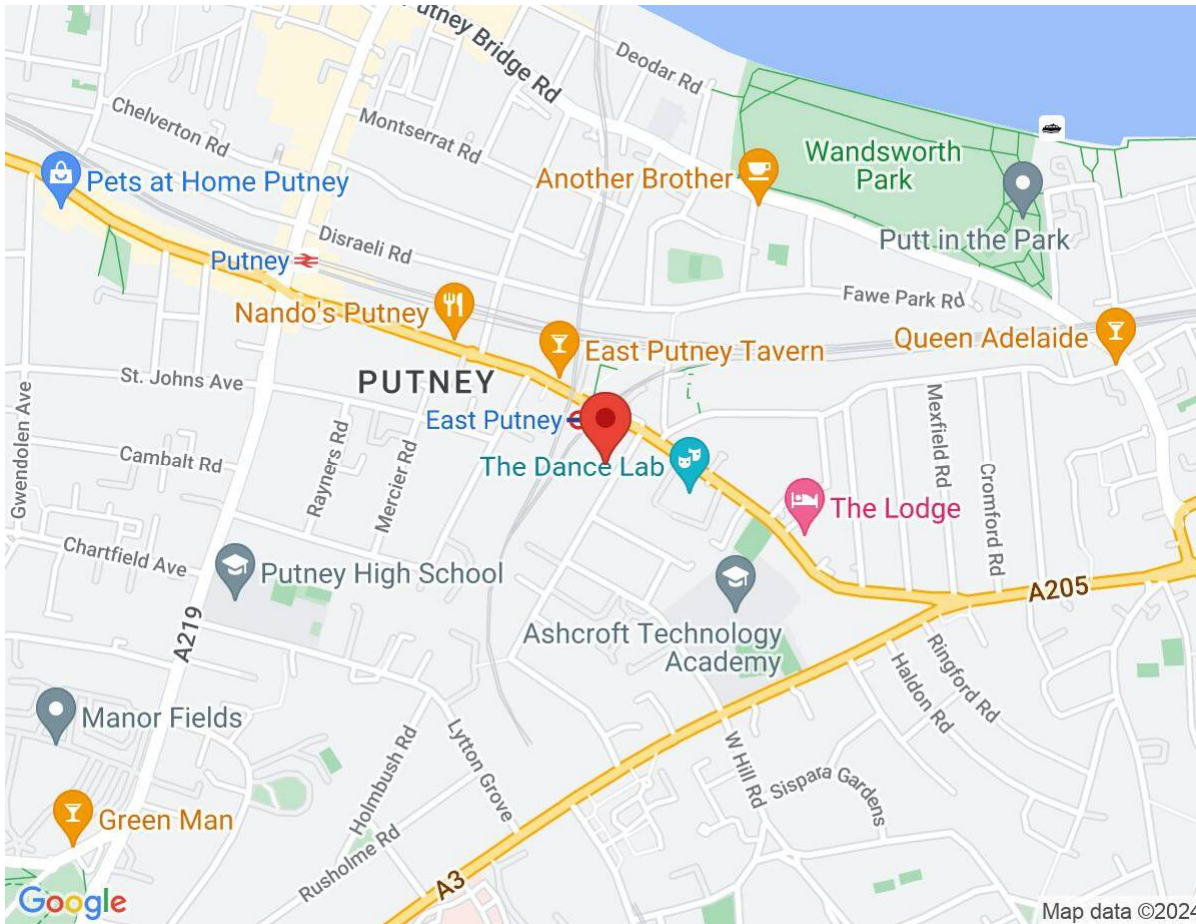 Putney Bridge Rd
Deodar Rd
Chelverton Rd
Montserrat Rd
Wandsworth
Park
Another Brother
Pets at Home Putney
Putt in the Park
Disraeli Rd
Putney
Fawe Park Rd
Nando's Putney
Queen Adelaide
East Putney Tavern
St. Johns Ave
PUTNEY
Gwendolen Ave
East Putney
Mexfield Rd
Rayners Rd
Mercier Rd
Cambalt Rd
The Dance Lab
Cromford Rd
The Lodge
Chartfield Ave
Putney High School
A205
A219
Ashcroft Technology
Academy
Ringford Rd
Haldon Rd
Manor Fields
Holmbush Rd
Lytton Grove
W Hill Rd
Sispara Gardens
Green Man
Rusholme Rd
A3
Google
Map data ©2024